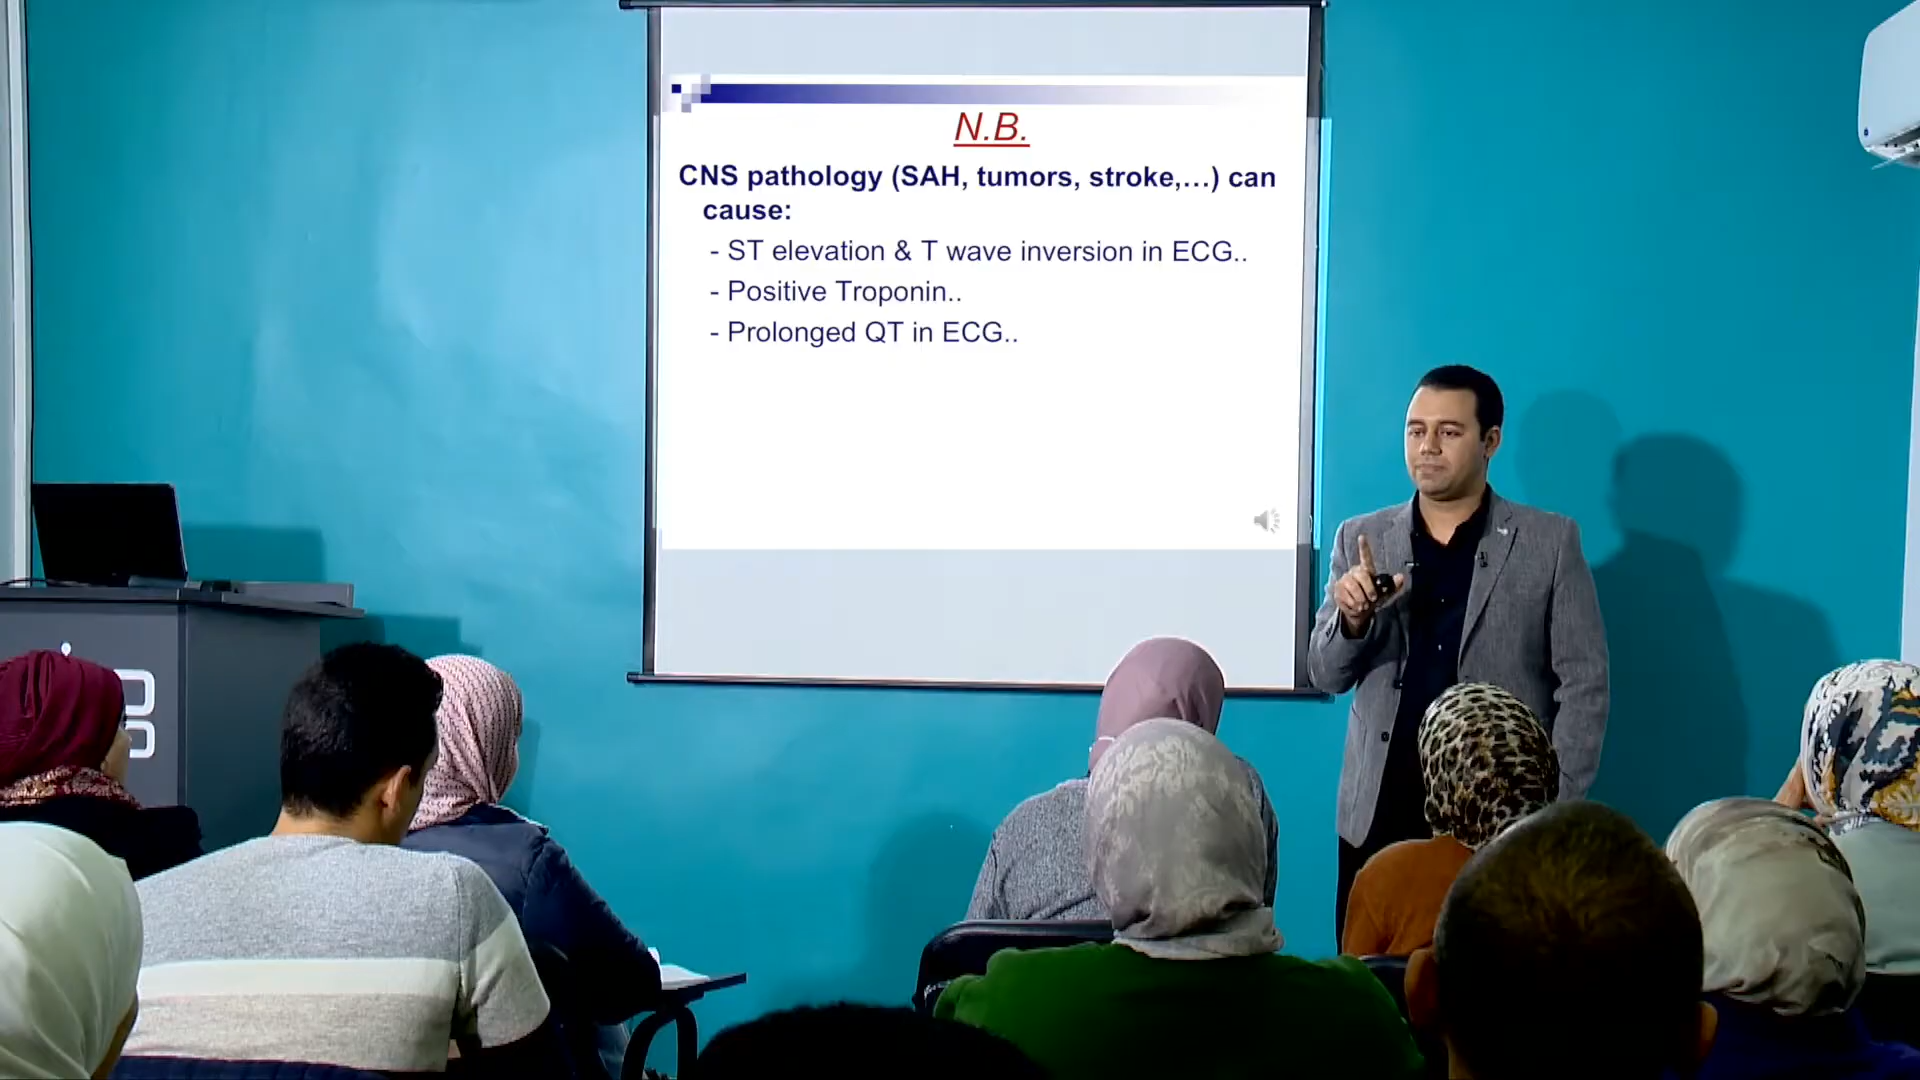 N.B.
CNS pathology (SAH, tumors, stroke,...) can
cause:
- ST elevation & T wave inversion in ECG..
- Positive Troponin..
- Prolonged QT in ECG..